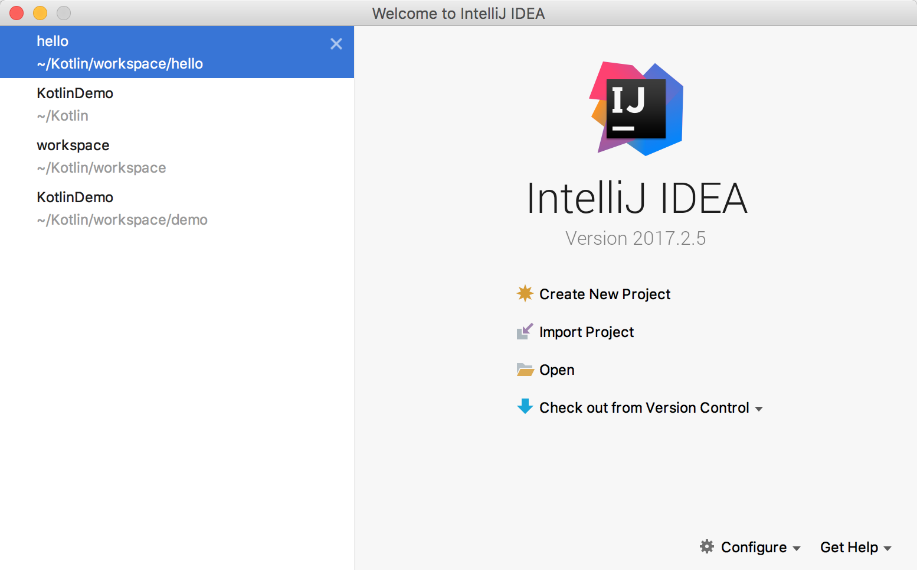 Welcome to IntelliJ IDEA
hello
~/Kotlin/workspace/hello
KotlinDemo
~/Kotlin
workspace
~/Kotlin/workspace
KotlinDemo
~/Kotlin/workspace/demo
IJ
IntelliJ IDEA
Version 2017.2.5
Create New Project
Import Project
Open
Check out from Version Control
Configure
Get Help